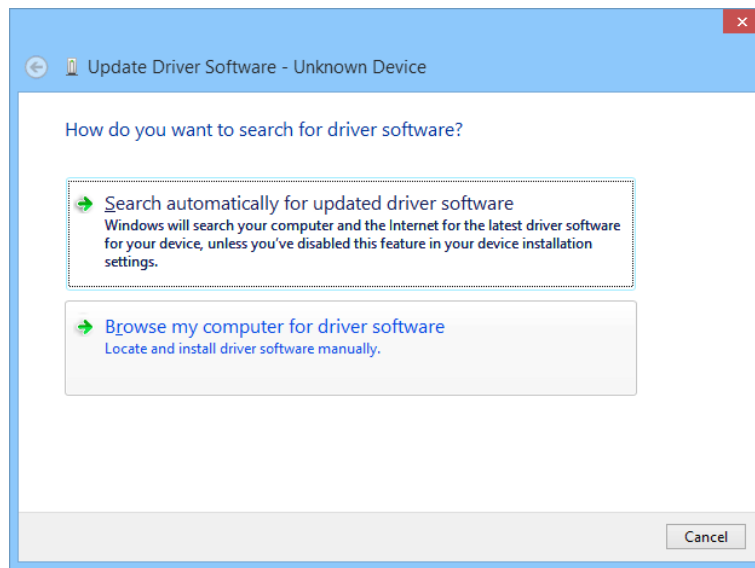 Update Driver Software - Unknown Device
How do you want to search for driver software?
Search automatically for updated driver software
Windows will search your computer and the Internet for the latest driver software
for your device, unless you've disabled this feature in your device installation
settings.
Browse my computer for driver software
Locate and install driver software manually.
Cancel